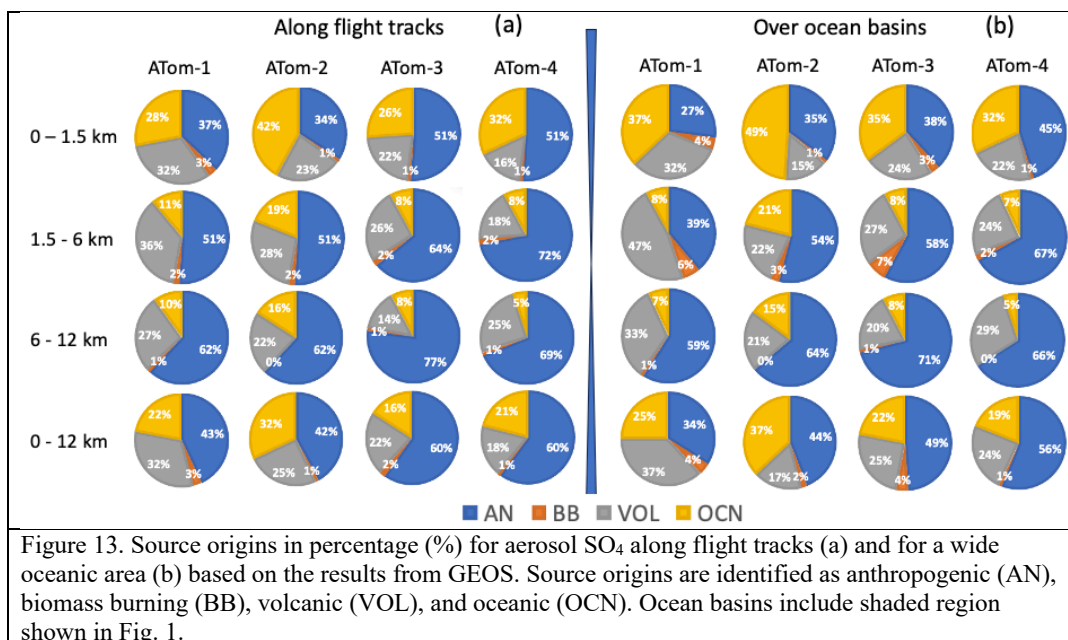 Along flight tracks (a) Over ocean basins (b)
ATom-1 ATom-2 ATom-3 ATom-4 ATom-1 ATom-2 ATom-3 ATom-4
0 – 1.5 km
28% 37% 3% 32%
42% 34% 1% 23%
26% 51% 1% 22%
32% 51% 1% 16%
37% 27% 4% 32%
49% 35% 1% 15%
35% 38% 3% 24%
32% 45% 1% 22%
1.5 - 6 km
11% 51% 2% 36%
19% 51% 2% 28%
8% 64% 2% 26%
8% 72% 2% 18%
8% 39% 6% 47%
21% 54% 3% 22%
8% 58% 7% 27%
7% 67% 2% 24%
6 - 12 km
10% 62% 1% 27%
16% 62% 0% 22%
8% 77% 1% 14%
5% 69% 1% 25%
7% 59% 1% 33%
15% 64% 0% 21%
8% 71% 1% 20%
5% 66% 0% 29%
0 - 12 km
22% 43% 3% 32%
32% 42% 1% 25%
16% 60% 2% 22%
21% 60% 1% 18%
25% 34% 4% 37%
37% 44% 2% 17%
22% 49% 4% 25%
19% 56% 1% 24%
AN BB VOL OCN
Figure 13. Source origins in percentage (%) for aerosol SO₄ along flight tracks (a) and for a wide
oceanic area (b) based on the results from GEOS. Source origins are identified as anthropogenic (AN),
biomass burning (BB), volcanic (VOL), and oceanic (OCN). Ocean basins include shaded region
shown in Fig. 1.